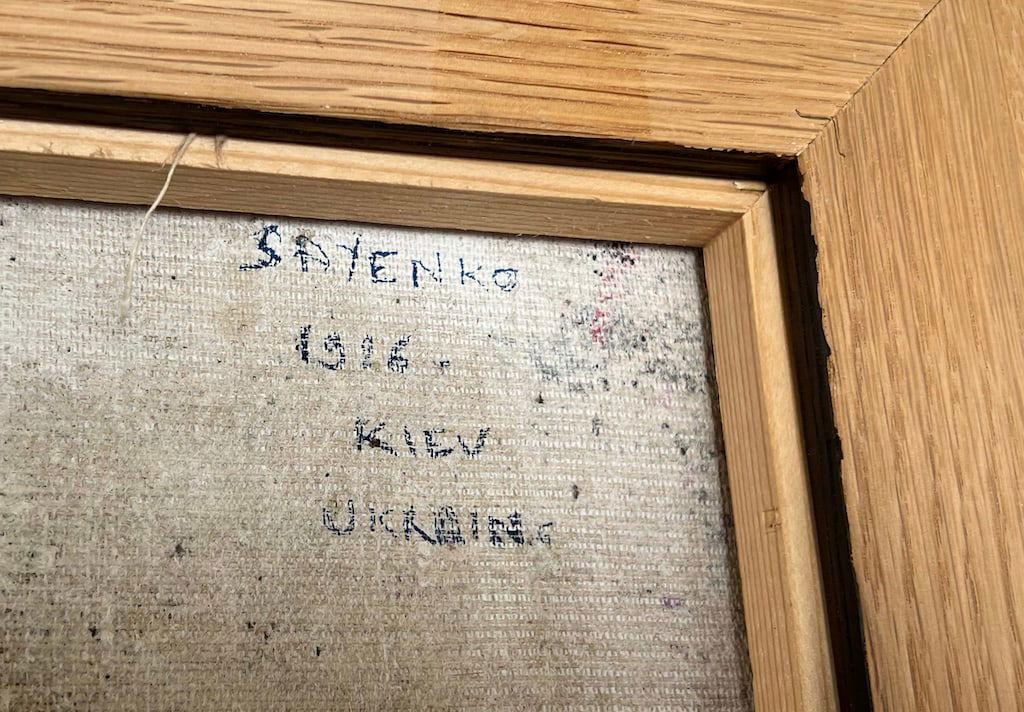 SAYENKO
1916.
KIEV
UKRAINE